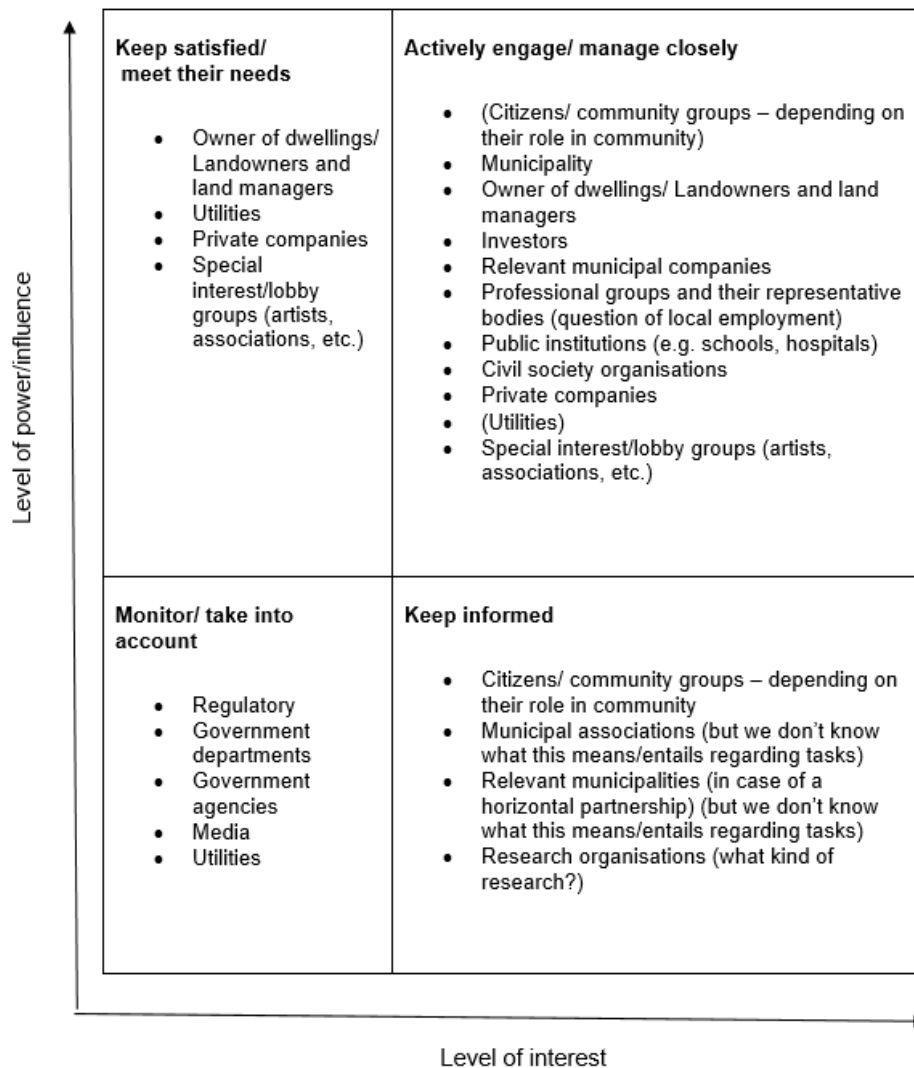 Level of power/influence
Keep satisfied/
meet their needs
• Owner of dwellings/
Landowners and
land managers
• Utilities
• Private companies
• Special
interest/lobby
groups (artists,
associations, etc.)
Actively engage/ manage closely
• (Citizens/ community groups – depending on
their role in community)
• Municipality
• Owner of dwellings/ Landowners and land
managers
• Investors
• Relevant municipal companies
• Professional groups and their representative
bodies (question of local employment)
• Public institutions (e.g. schools, hospitals)
• Civil society organisations
• Private companies
• (Utilities)
• Special interest/lobby groups (artists,
associations, etc.)
Monitor/ take into
account
• Regulatory
• Government
departments
• Government
agencies
• Media
• Utilities
Keep informed
• Citizens/ community groups – depending on
their role in community
• Municipal associations (but we don’t know
what this means/entails regarding tasks)
• Relevant municipalities (in case of a
horizontal partnership) (but we don’t know
what this means/entails regarding tasks)
• Research organisations (what kind of
research?)
Level of interest